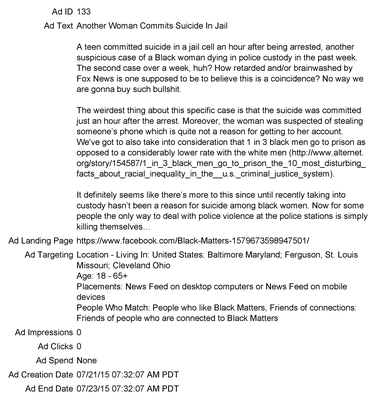 Ad ID 133
Ad Text Another Woman Commits Suicide In Jail
A teen committed suicide in a jail cell an hour after being arrested, another
suspicious case of a Black woman dying in police custody in the past week.
The second case over a week, huh? How retarded and/or brainwashed by
Fox News is one supposed to be to believe this is a coincidence? No way we
are gonna buy such bullshit.
The weirdest thing about this specific case is that the suicide was committed
just an hour after the arrest. Moreover, the woman was suspected of stealing
someone's phone which is quite not a reason for getting to her account.
We've got to also take into consideration that 1 in 3 black men go to prison as
opposed to a considerably lower rate with the white men (http://www.alternet.
org/story/154587/1_in_3_black_men_go_to_prison_the_10_most_disturbing_
facts_about_racial_inequality_in_the__u.s._criminal_justice_system).
It definitely seems like there's more to this since until recently taking into
custody hasn't been a reason for suicide among black women. Now for some
people the only way to deal with police violence at the police stations is simply
killing themselves...
Ad Landing Page https://www.facebook.com/Black-Matters-1579673598947501/
Ad Targeting Location - Living In: United States: Baltimore Maryland; Ferguson, St. Louis
Missouri; Cleveland Ohio
Age: 18 - 65+
Placements: News Feed on desktop computers or News Feed on mobile
devices
People Who Match: People who like Black Matters, Friends of connections:
Friends of people who are connected to Black Matters
Ad Impressions 0
Ad Clicks 0
Ad Spend None
Ad Creation Date 07/21/15 07:32:07 AM PDT
Ad End Date 07/23/15 07:32:07 AM PDT